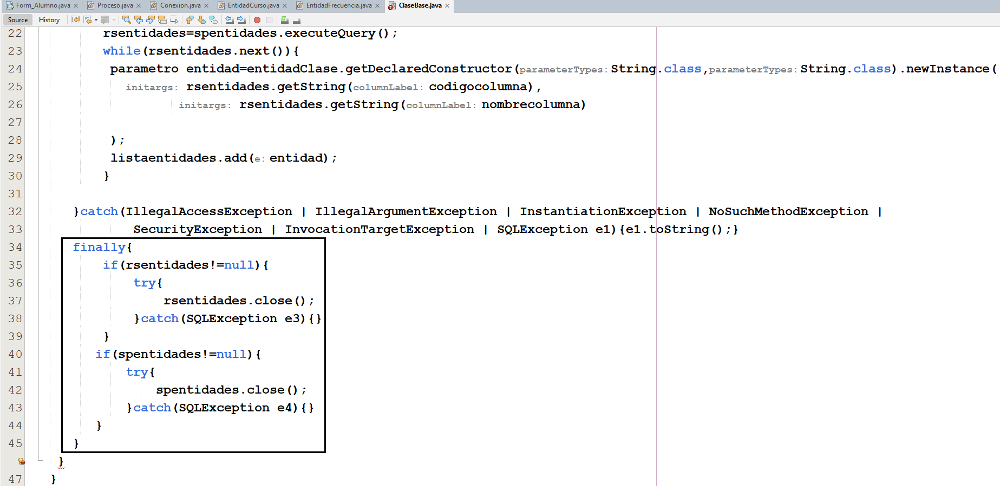 Form_Alumno.java Proceso.java Conexion.java EntidadCurso.java EntidadFrecuencia.java ClaseBase.java
Source History
22 rsentidades=spentidades.executeQuery();
23 while(rsentidades.next()){
24 parametro entidad=entidadClase.getDeclaredConstructor(parameterTypes: String.class,parameterTypes: String.class).newInstance(
25 initargs: rsentidades.getString(columnLabel: codigocolumna),
26 initargs: rsentidades.getString(columnLabel: nombrecolumna)
27
28 );
29 listaentidades.add(e: entidad);
30 }
31
32 }catch(IllegalAccessException | IllegalArgumentException | InstantiationException | NoSuchMethodException |
33 SecurityException | InvocationTargetException | SQLException e1){e1.toString();}
34 finally{
35 if(rsentidades!=null){
36 try{
37 rsentidades.close();
38 }catch(SQLException e3){}
39 }
40 if(spentidades!=null){
41 try{
42 spentidades.close();
43 }catch(SQLException e4){}
44 }
45 }
}
47 }